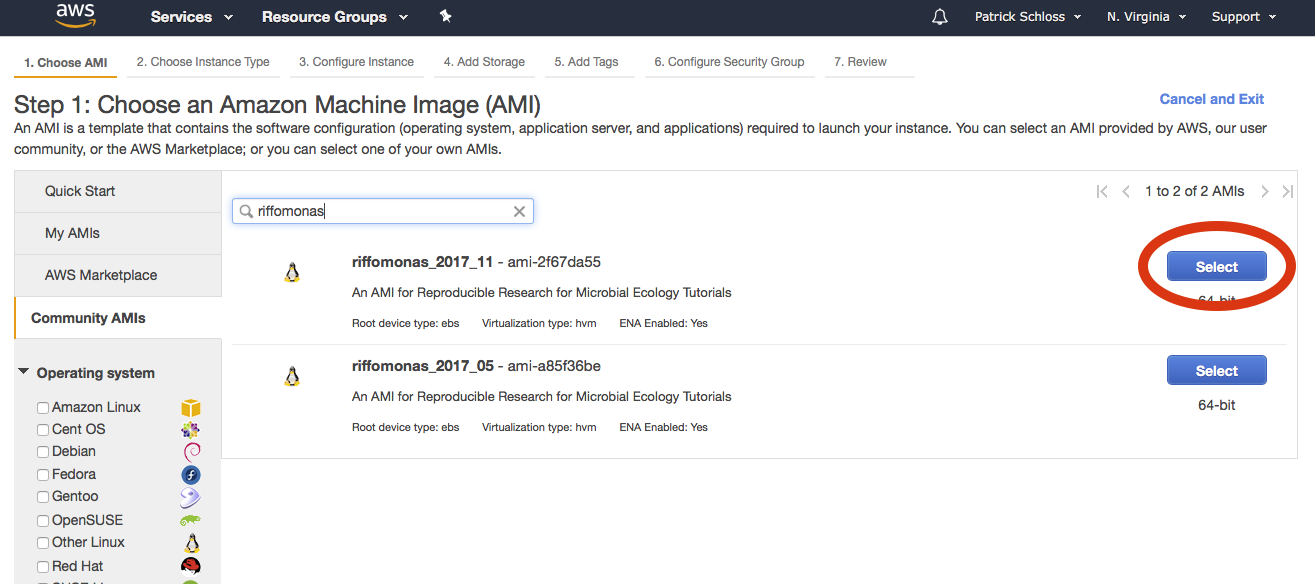 aws Services Resource Groups Patrick Schloss N. Virginia Support
1. Choose AMI 2. Choose Instance Type 3. Configure Instance 4. Add Storage 5. Add Tags 6. Configure Security Group 7. Review
Step 1: Choose an Amazon Machine Image (AMI)
Cancel and Exit
An AMI is a template that contains the software configuration (operating system, application server, and applications) required to launch your instance. You can select an AMI provided by AWS, our user
community, or the AWS Marketplace; or you can select one of your own AMIs.
Quick Start
My AMIs
AWS Marketplace
Community AMIs
Operating system
Amazon Linux
Cent OS
Debian
Fedora
Gentoo
OpenSUSE
Other Linux
Red Hat
riffomonas
1 to 2 of 2 AMIs
riffomonas_2017_11 - ami-2f67da55
An AMI for Reproducible Research for Microbial Ecology Tutorials
Root device type: ebs Virtualization type: hvm ENA Enabled: Yes
Select
64-bit
riffomonas_2017_05 - ami-a85f36be
An AMI for Reproducible Research for Microbial Ecology Tutorials
Root device type: ebs Virtualization type: hvm ENA Enabled: Yes
Select
64-bit